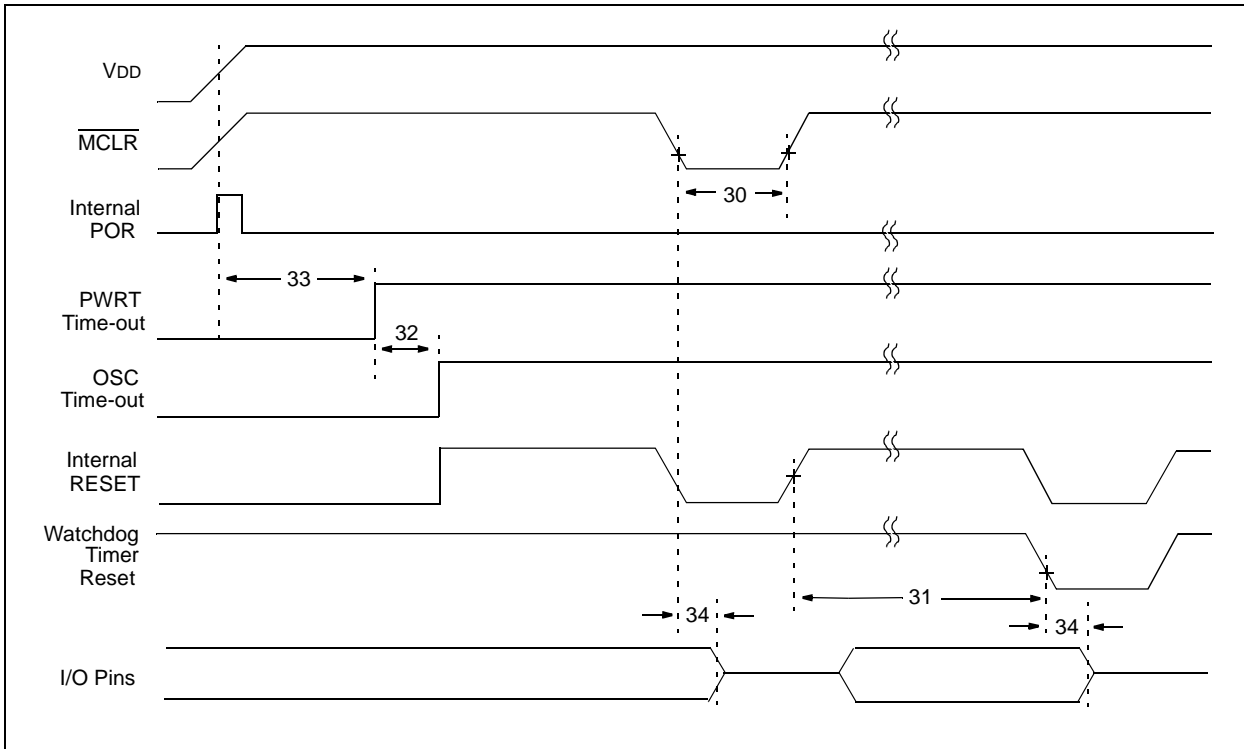 VDD
MCLR
30
Internal
POR
33
PWRT
Time-out
32
OSC
Time-out
Internal
RESET
Watchdog
Timer
Reset
31
34
34
I/O Pins